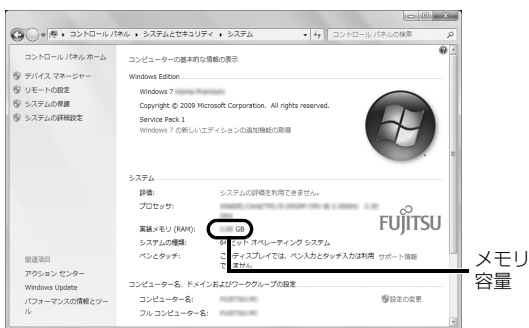 コントロール パネル ▸ システムとセキュリティ ▸ システム
コントロール パネルの検索
コントロール パネル ホーム
デバイス マネージャー
リモートの設定
システムの保護
システムの詳細設定
コンピューターの基本的な情報の表示
Windows Edition
Windows 7
Copyright © 2009 Microsoft Corporation. All rights reserved.
Service Pack 1
Windows 7 の新しいエディションの追加機能の取得
システム
評価: システムの評価を利用できません。
プロセッサ:
実装メモリ (RAM): GB
システムの種類: 64 ビット オペレーティング システム
ペンとタッチ: このディスプレイでは、ペン入力とタッチ入力は利用できません
FUJITSU
サポート情報
コンピューター名、ドメインおよびワークグループの設定
コンピューター名:
設定の変更
フル コンピューター名:
関連項目
アクション センター
Windows Update
パフォーマンスの情報とツー
ル
メモリ
容量